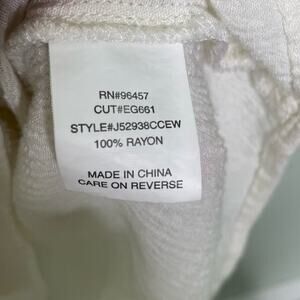 RN#96457
CUT#EG661
STYLE#J52938CCEW
100% RAYON
MADE IN CHINA
CARE ON REVERSE